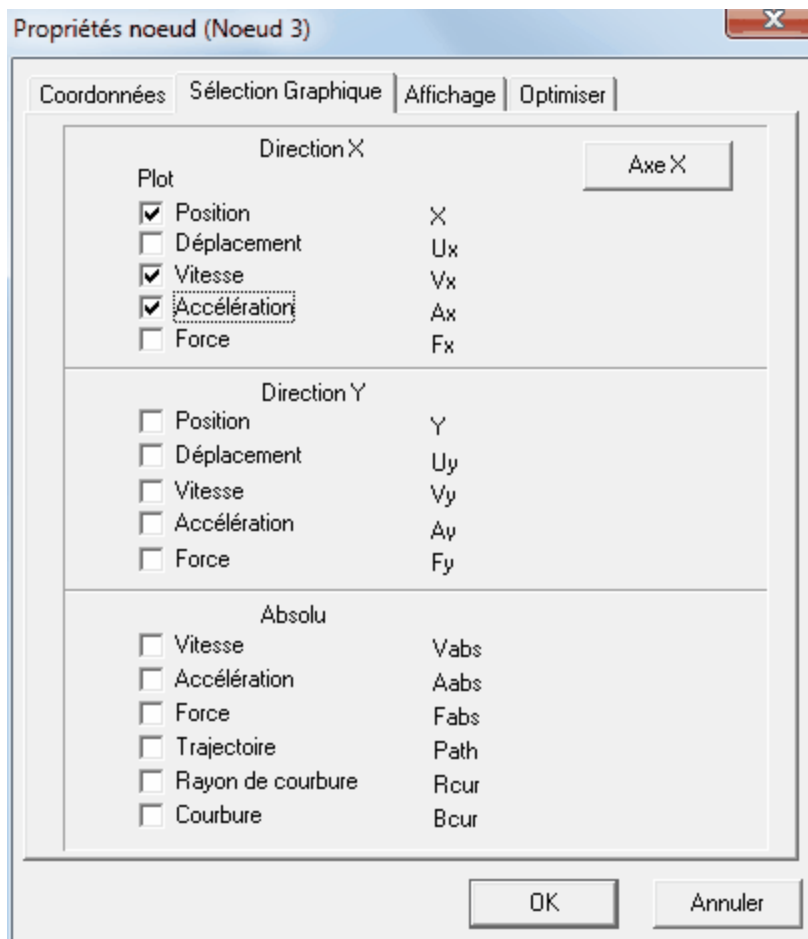 Propriétés noeud (Noeud 3)
Coordonnées Sélection Graphique Affichage Optimiser
Direction X
Axe X
Plot
Position X
Déplacement Ux
Vitesse Vx
Accélération Ax
Force Fx
Direction Y
Position Y
Déplacement Uy
Vitesse Vy
Accélération Ay
Force Fy
Absolu
Vitesse Vabs
Accélération Aabs
Force Fabs
Trajectoire Path
Rayon de courbure Rcur
Courbure Bcur
OK Annuler